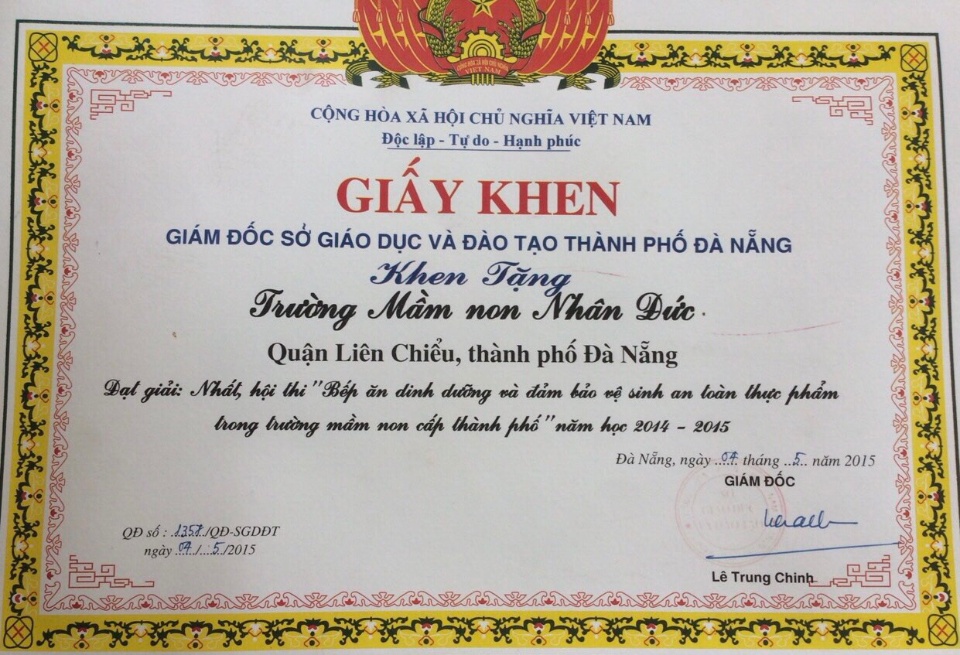 CỘNG HÒA XÃ HỘI CHỦ NGHĨA VIỆT NAM
Độc lập - Tự do - Hạnh phúc
GIẤY KHEN
GIÁM ĐỐC SỞ GIÁO DỤC VÀ ĐÀO TẠO THÀNH PHỐ ĐÀ NẴNG
Khen Tặng
Trường Mầm non Nhân Đức
Quận Liên Chiểu, thành phố Đà Nẵng
Đạt giải: Nhất, hội thi "Bếp ăn dinh dưỡng và đảm bảo vệ sinh an toàn thực phẩm
trong trường mầm non cấp thành phố" năm học 2014 - 2015
Đà Nẵng, ngày 04 tháng 5 năm 2015
GIÁM ĐỐC
QĐ số : /QĐ-SGDĐT
ngày 04/5/2015
Lê Trung Chinh